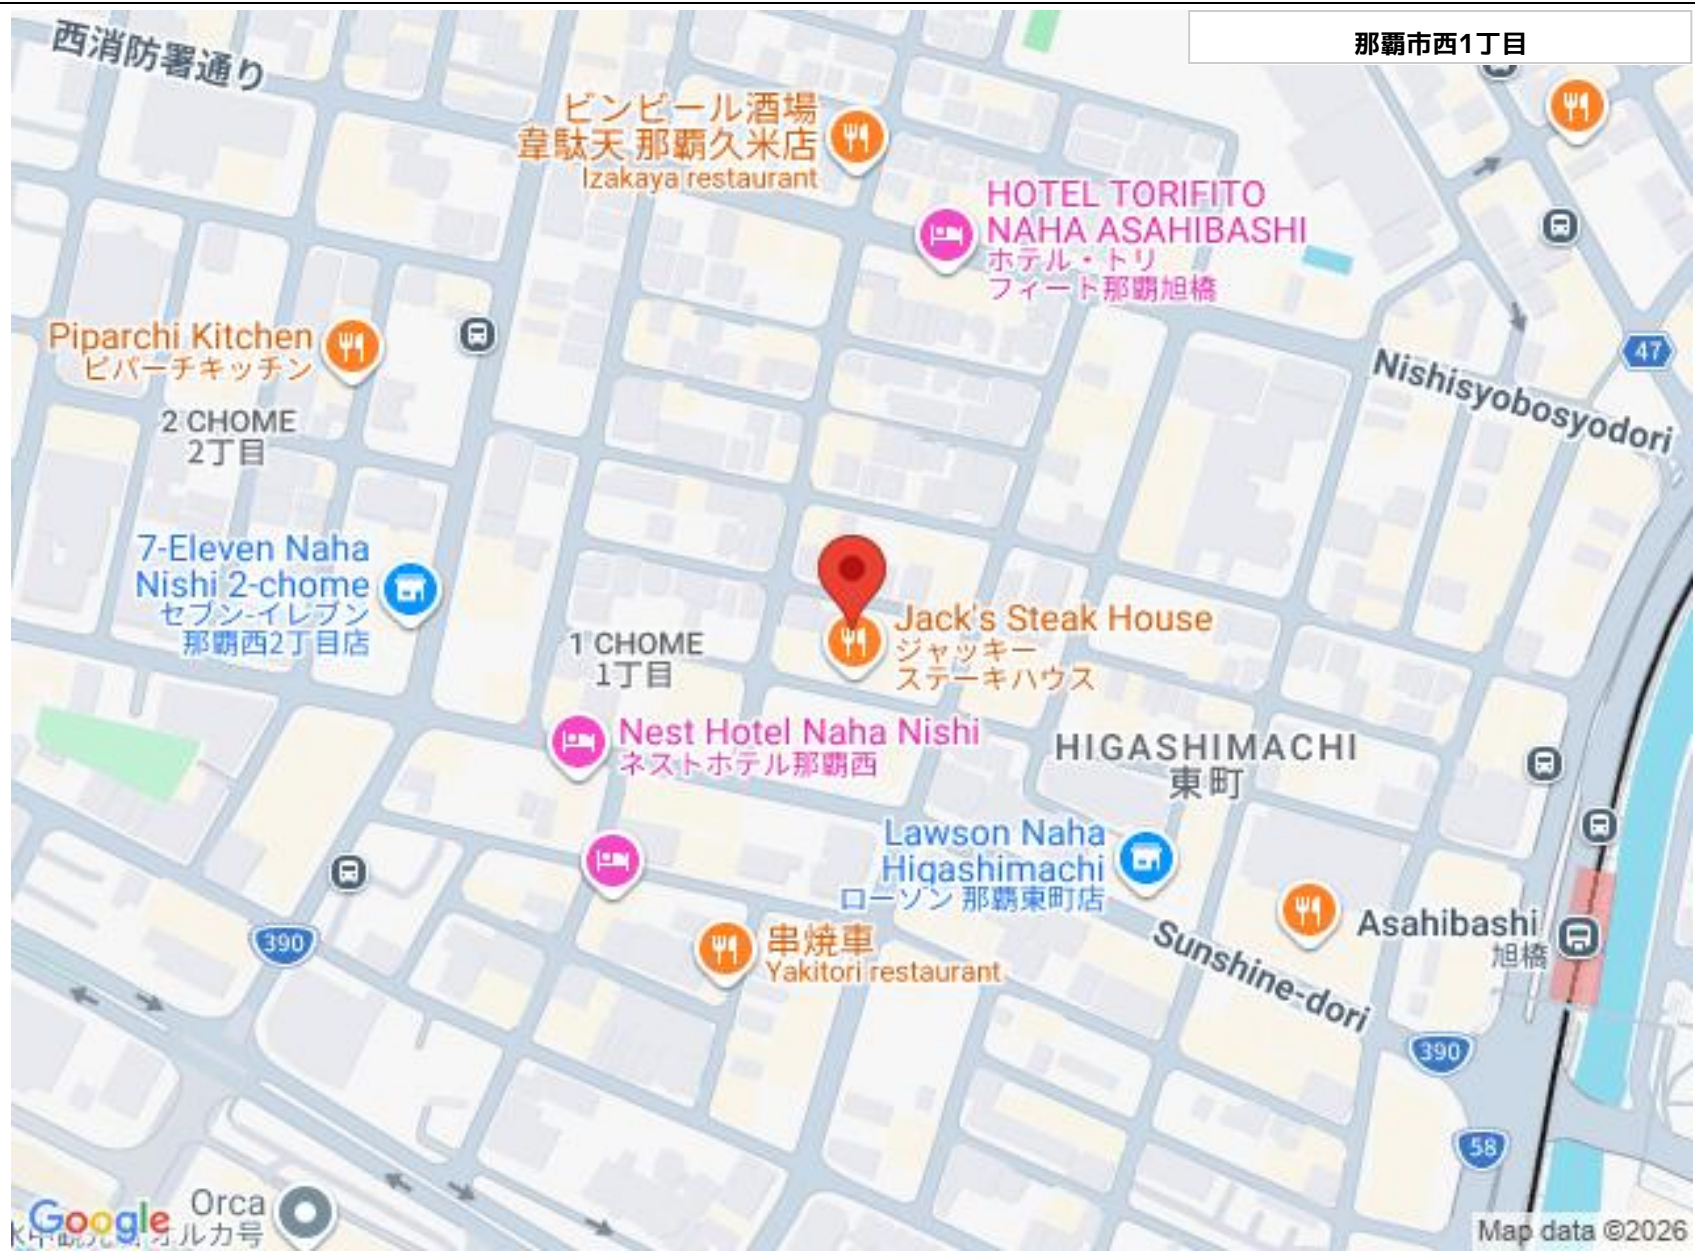 那覇市西1丁目
西消防署通り
ビンビール酒場
韋駄天 那覇久米店
Izakaya restaurant
HOTEL TORIFITO
NAHA ASAHIBASHI
ホテル・トリ
フィート那覇旭橋
Piparchi Kitchen
ピパーチキッチン
47
Nishisyobosyodori
2 CHOME
2丁目
7-Eleven Naha
Nishi 2-chome
セブン-イレブン
那覇西2丁目店
Jack's Steak House
ジャッキー
ステーキハウス
1 CHOME
1丁目
Nest Hotel Naha Nishi
ネストホテル那覇西
HIGASHIMACHI
東町
Lawson Naha
Higashimachi
ローソン 那覇東町店
390
串焼車
Yakitori restaurant
Asahibashi
旭橋
Sunshine-dori
390
58
Orca
オルカ号
Google
Map data ©2026